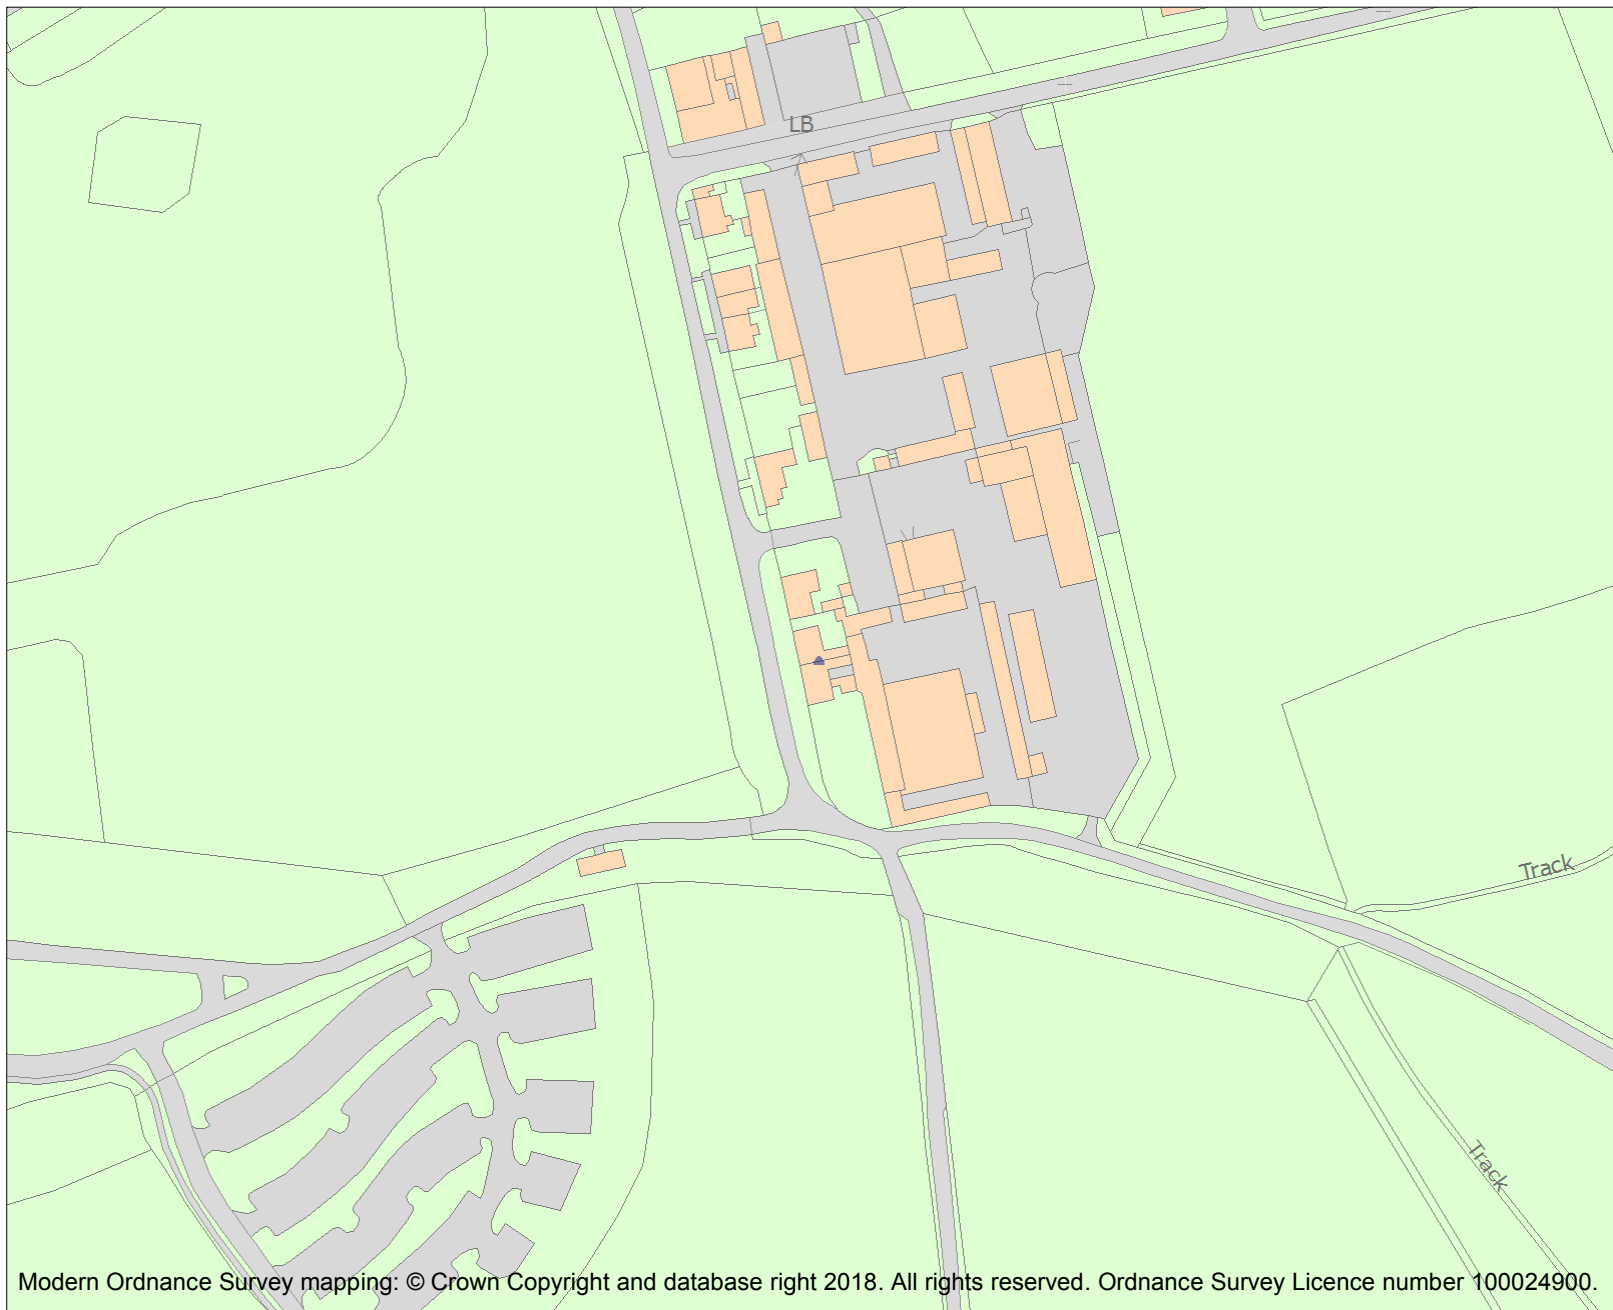 LB
Track
Track
Modern Ordnance Survey mapping: © Crown Copyright and database right 2018. All rights reserved. Ordnance Survey Licence number 100024900.